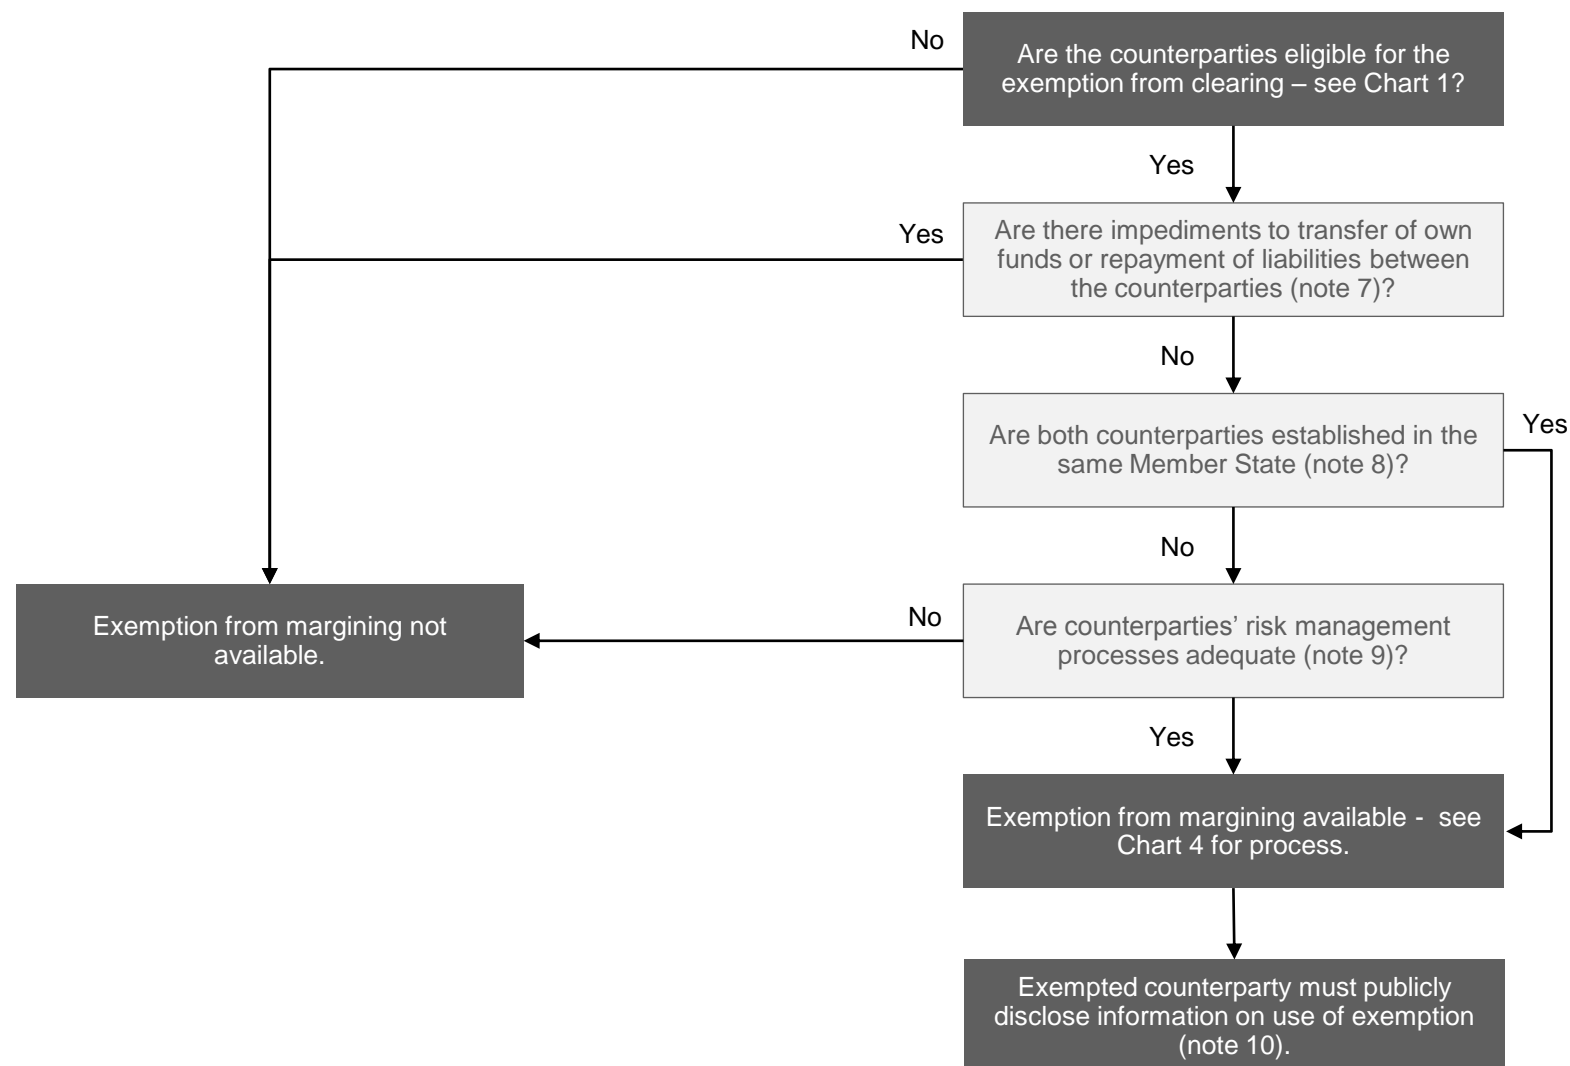 No
Are the counterparties eligible for the
exemption from clearing – see Chart 1?
Yes
Yes
Are there impediments to transfer of own
funds or repayment of liabilities between
the counterparties (note 7)?
No
Are both counterparties established in the
same Member State (note 8)?
Yes
No
Exemption from margining not
available.
No
Are counterparties’ risk management
processes adequate (note 9)?
Yes
Exemption from margining available -  see
Chart 4 for process.
Exempted counterparty must publicly
disclose information on use of exemption
(note 10).